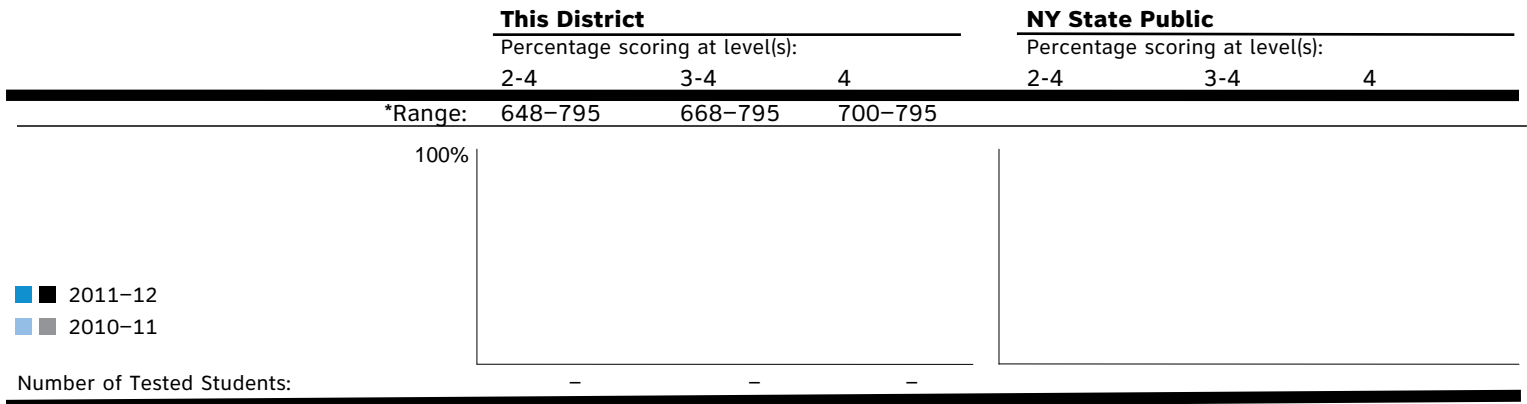 This District NY State Public
Percentage scoring at level(s): Percentage scoring at level(s):
2-4 3-4 4 2-4 3-4 4
*Range: 648–795 668–795 700–795
100%
2011–12
2010–11
Number of Tested Students: – – –